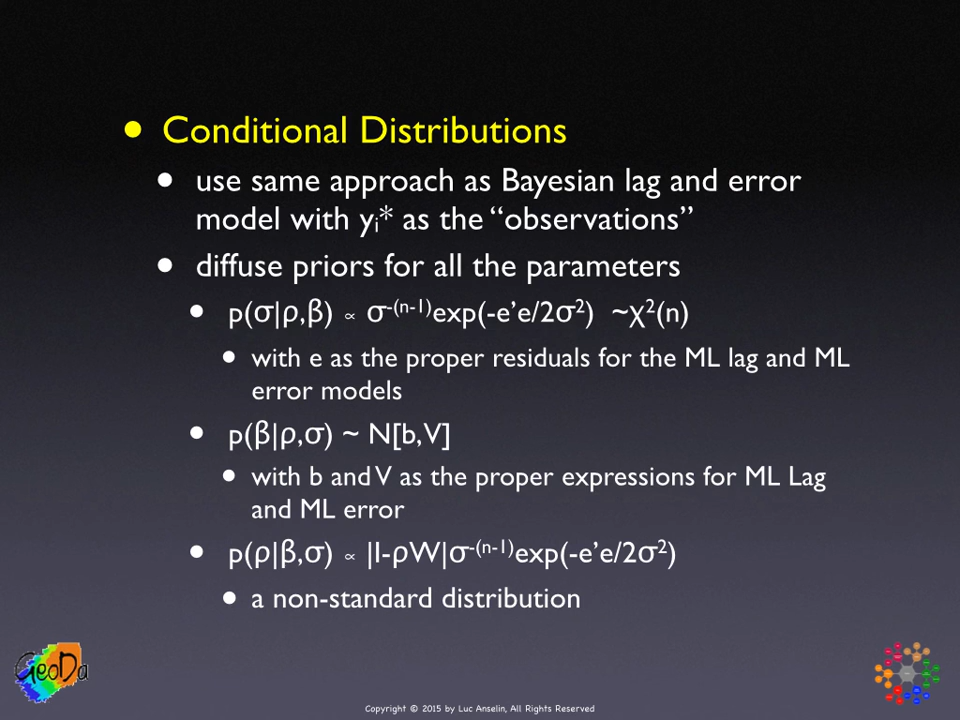 • Conditional Distributions
• use same approach as Bayesian lag and error
model with yᵢ* as the “observations”
• diffuse priors for all the parameters
• p(σ|ρ,β) ∝ σ⁻⁽ⁿ⁻¹⁾exp(-e’e/2σ²) ~χ²(n)
• with e as the proper residuals for the ML lag and ML
error models
• p(β|ρ,σ) ~ N[b,V]
• with b and V as the proper expressions for ML Lag
and ML error
• p(ρ|β,σ) ∝ |I-ρW|σ⁻⁽ⁿ⁻¹⁾exp(-e’e/2σ²)
• a non-standard distribution
GeoDa
Copyright © 2015 by Luc Anselin, All Rights Reserved